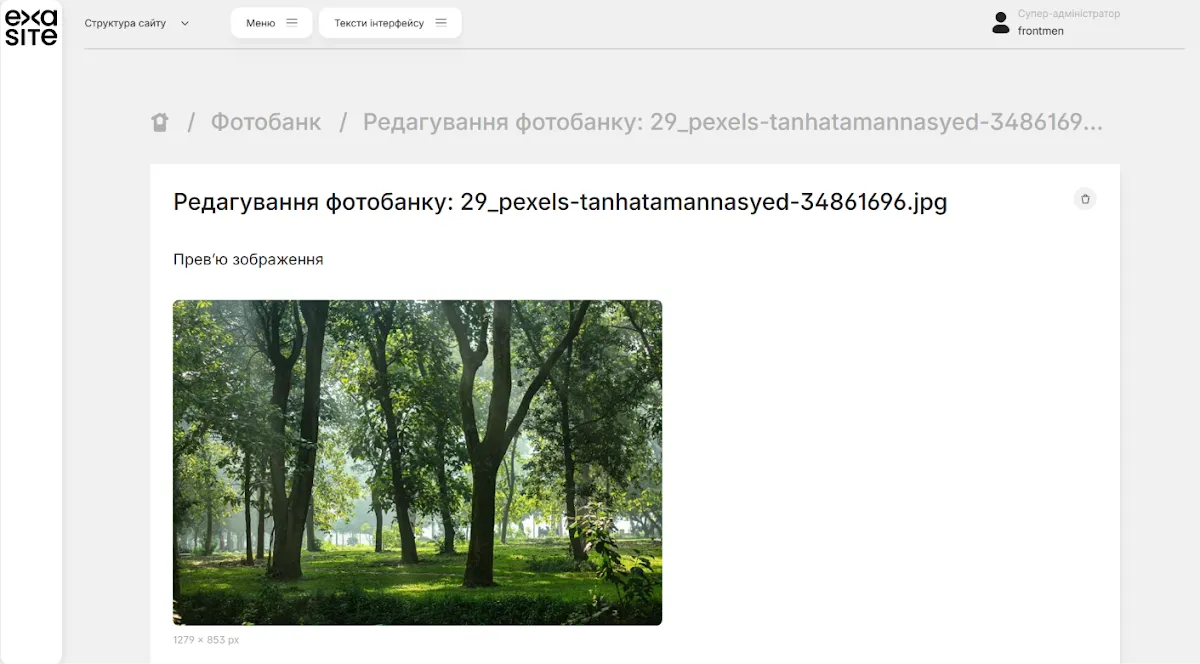 exa
SITE
Структура сайту
Меню
Тексти інтерфейсу
Супер-адміністратор
frontmen
/ Фотобанк / Редагування фотобанку: 29_pexels-tanhatamannasyed-3486169...
Редагування фотобанку: 29_pexels-tanhatamannasyed-34861696.jpg
Прев'ю зображення
1279 × 853 px